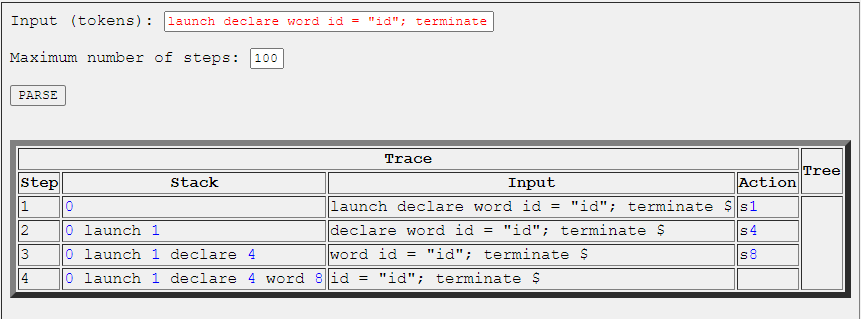 Input (tokens): launch declare word id = "id"; terminate
Maximum number of steps: 100
PARSE
Trace Tree
Step Stack Input Action
1 0 launch declare word id = "id"; terminate $ s1
2 0 launch 1 declare word id = "id"; terminate $ s4
3 0 launch 1 declare 4 word id = "id"; terminate $ s8
4 0 launch 1 declare 4 word 8 id = "id"; terminate $